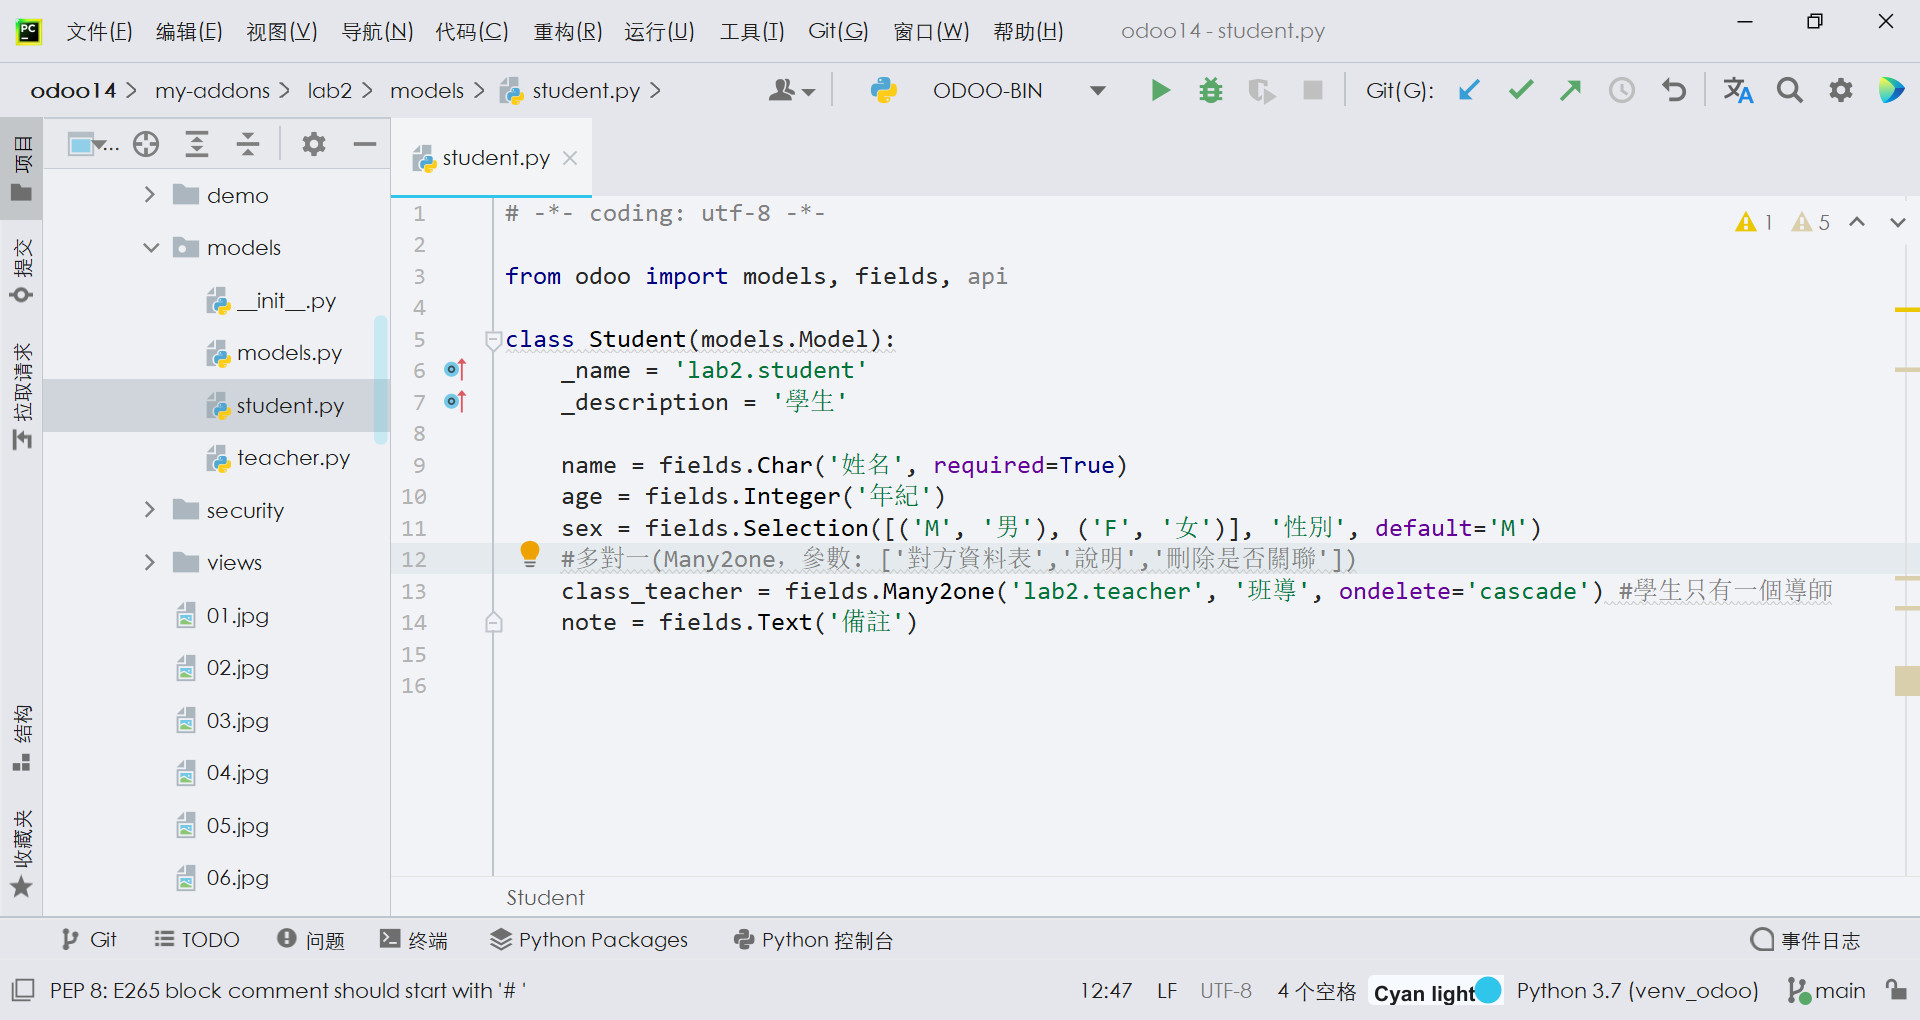 文件(F) 编辑(E) 视图(V) 导航(N) 代码(C) 重构(R) 运行(U) 工具(T) Git(G) 窗口(W) 帮助(H) odoo14 - student.py
odoo14 my-addons lab2 models student.py ODOO-BIN Git(G):
项目
提交
拉取请求
结构
收藏夹
...
demo
models
__init__.py
models.py
student.py
teacher.py
security
views
01.jpg
02.jpg
03.jpg
04.jpg
05.jpg
06.jpg
student.py
1 5
1 # -*- coding: utf-8 -*-
2
3 from odoo import models, fields, api
4
5 class Student(models.Model):
6 _name = 'lab2.student'
7 _description = '學生'
8
9 name = fields.Char('姓名', required=True)
10 age = fields.Integer('年紀')
11 sex = fields.Selection([('M', '男'), ('F', '女')], '性別', default='M')
12 #多對一(Many2one，參數: ['對方資料表','說明','刪除是否關聯'])
13 class_teacher = fields.Many2one('lab2.teacher', '班導', ondelete='cascade') #學生只有一個導師
14 note = fields.Text('備註')
15
16
Student
Git TODO 问题 终端 Python Packages Python 控制台 事件日志
PEP 8: E265 block comment should start with '# ' 12:47 LF UTF-8 4 个空格 Cyan light Python 3.7 (venv_odoo) main